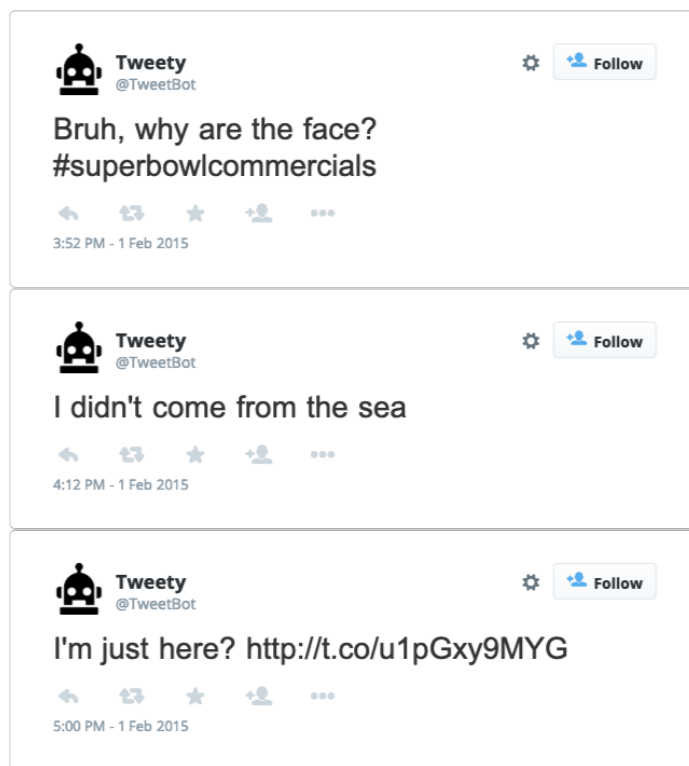 Tweety
@TweetBot
Follow
Bruh, why are the face?
#superbowlcommercials
3:52 PM - 1 Feb 2015
Tweety
@TweetBot
Follow
I didn't come from the sea
4:12 PM - 1 Feb 2015
Tweety
@TweetBot
Follow
I'm just here? http://t.co/u1pGxy9MYG
5:00 PM - 1 Feb 2015